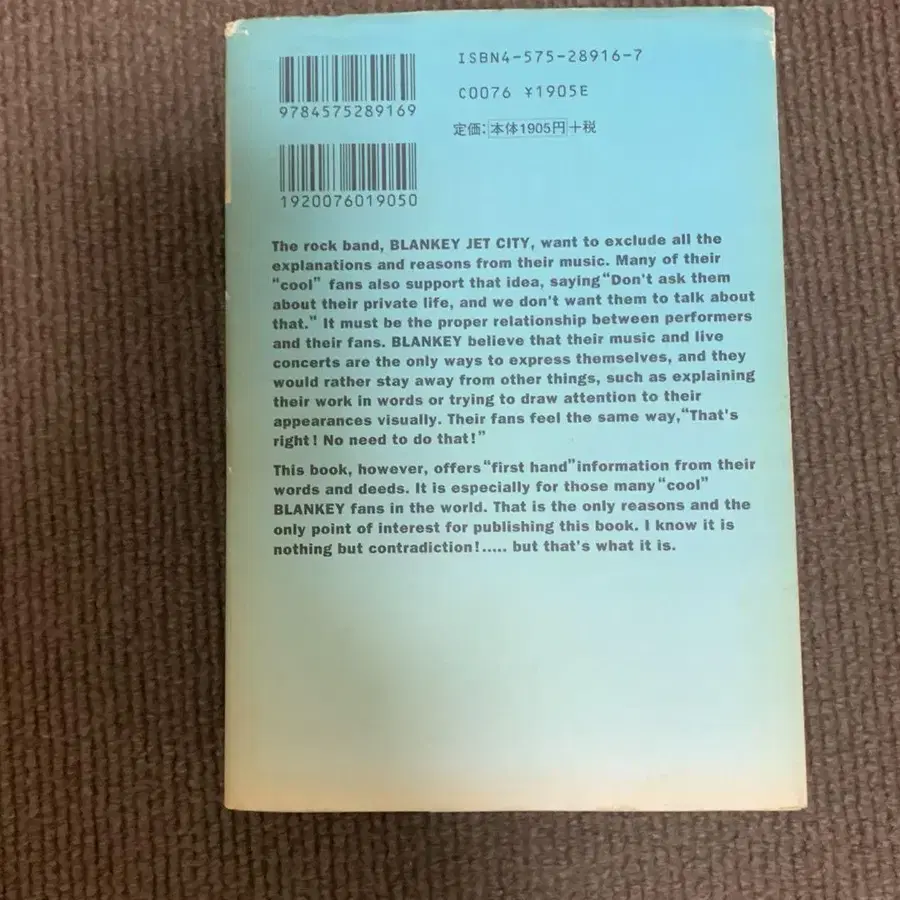 ISBN4-575-28916-7
C0076 ¥1905E
定価:本体1905円+税
9784575289169
1920076019050
The rock band, BLANKEY JET CITY, want to exclude all the
explanations and reasons from their music. Many of their
“cool” fans also support that idea, saying“Don't ask them
about their private life, and we don't want them to talk about
that.” It must be the proper relationship between performers
and their fans. BLANKEY believe that their music and live
concerts are the only ways to express themselves, and they
would rather stay away from other things, such as explaining
their work in words or trying to draw attention to their
appearances visually. Their fans feel the same way,“That's
right! No need to do that!”
This book, however, offers“first hand”information from their
words and deeds. It is especially for those many“cool”
BLANKEY fans in the world. That is the only reasons and the
only point of interest for publishing this book. I know it is
nothing but contradiction!..... but that's what it is.